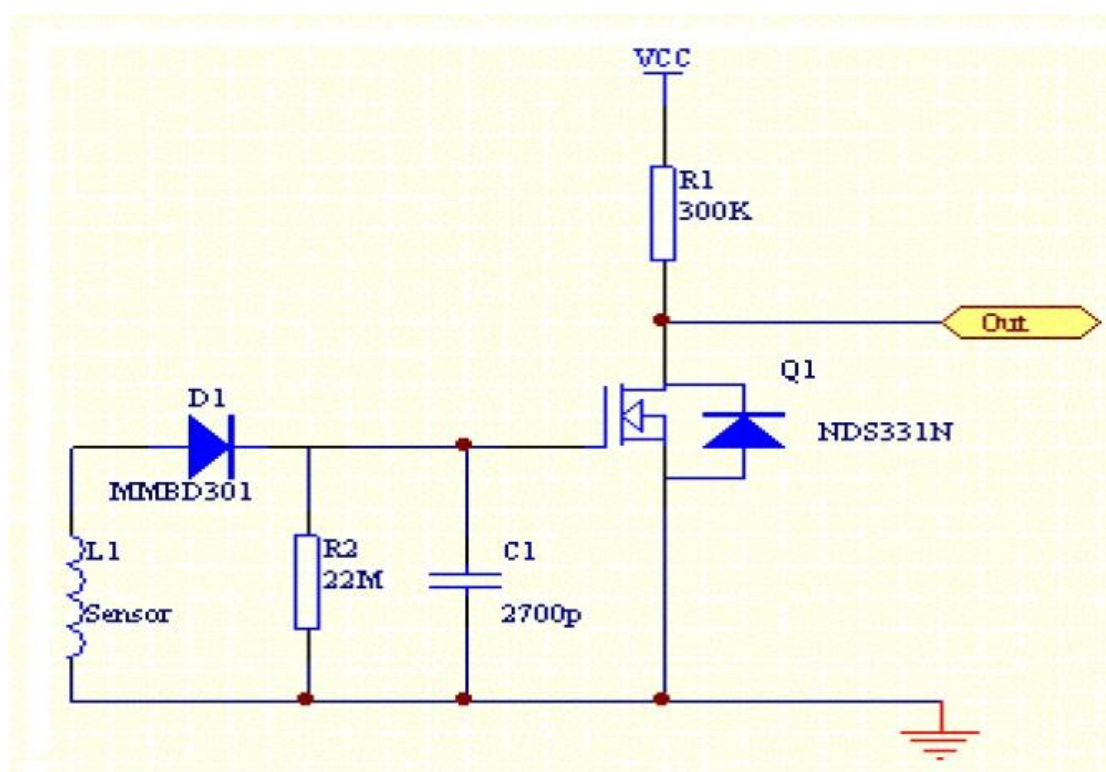 VCC
R1
300K
Out
Q1
NDS331N
D1
MMBD301
L1
Sensor
R2
22M
C1
2700p